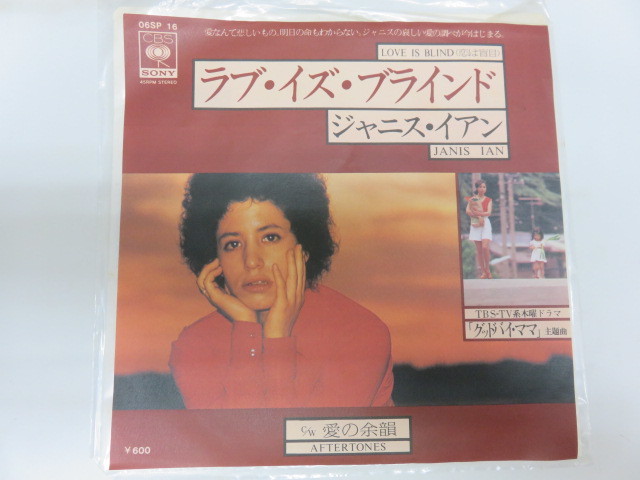 06SP 16
CBS
SONY
45RPM STEREO
愛なんて悲しいもの、明日の命もわからない。ジャニスの哀しい愛の調べが今はじまる。
LOVE IS BLIND(恋は盲目)
ラブ・イズ・ブラインド
ジャニス・イアン
JANIS IAN
TBS・TV系木曜ドラマ
「グッドバイ・ママ」主題曲
C/W 愛の余韻
AFTERTONES
¥600